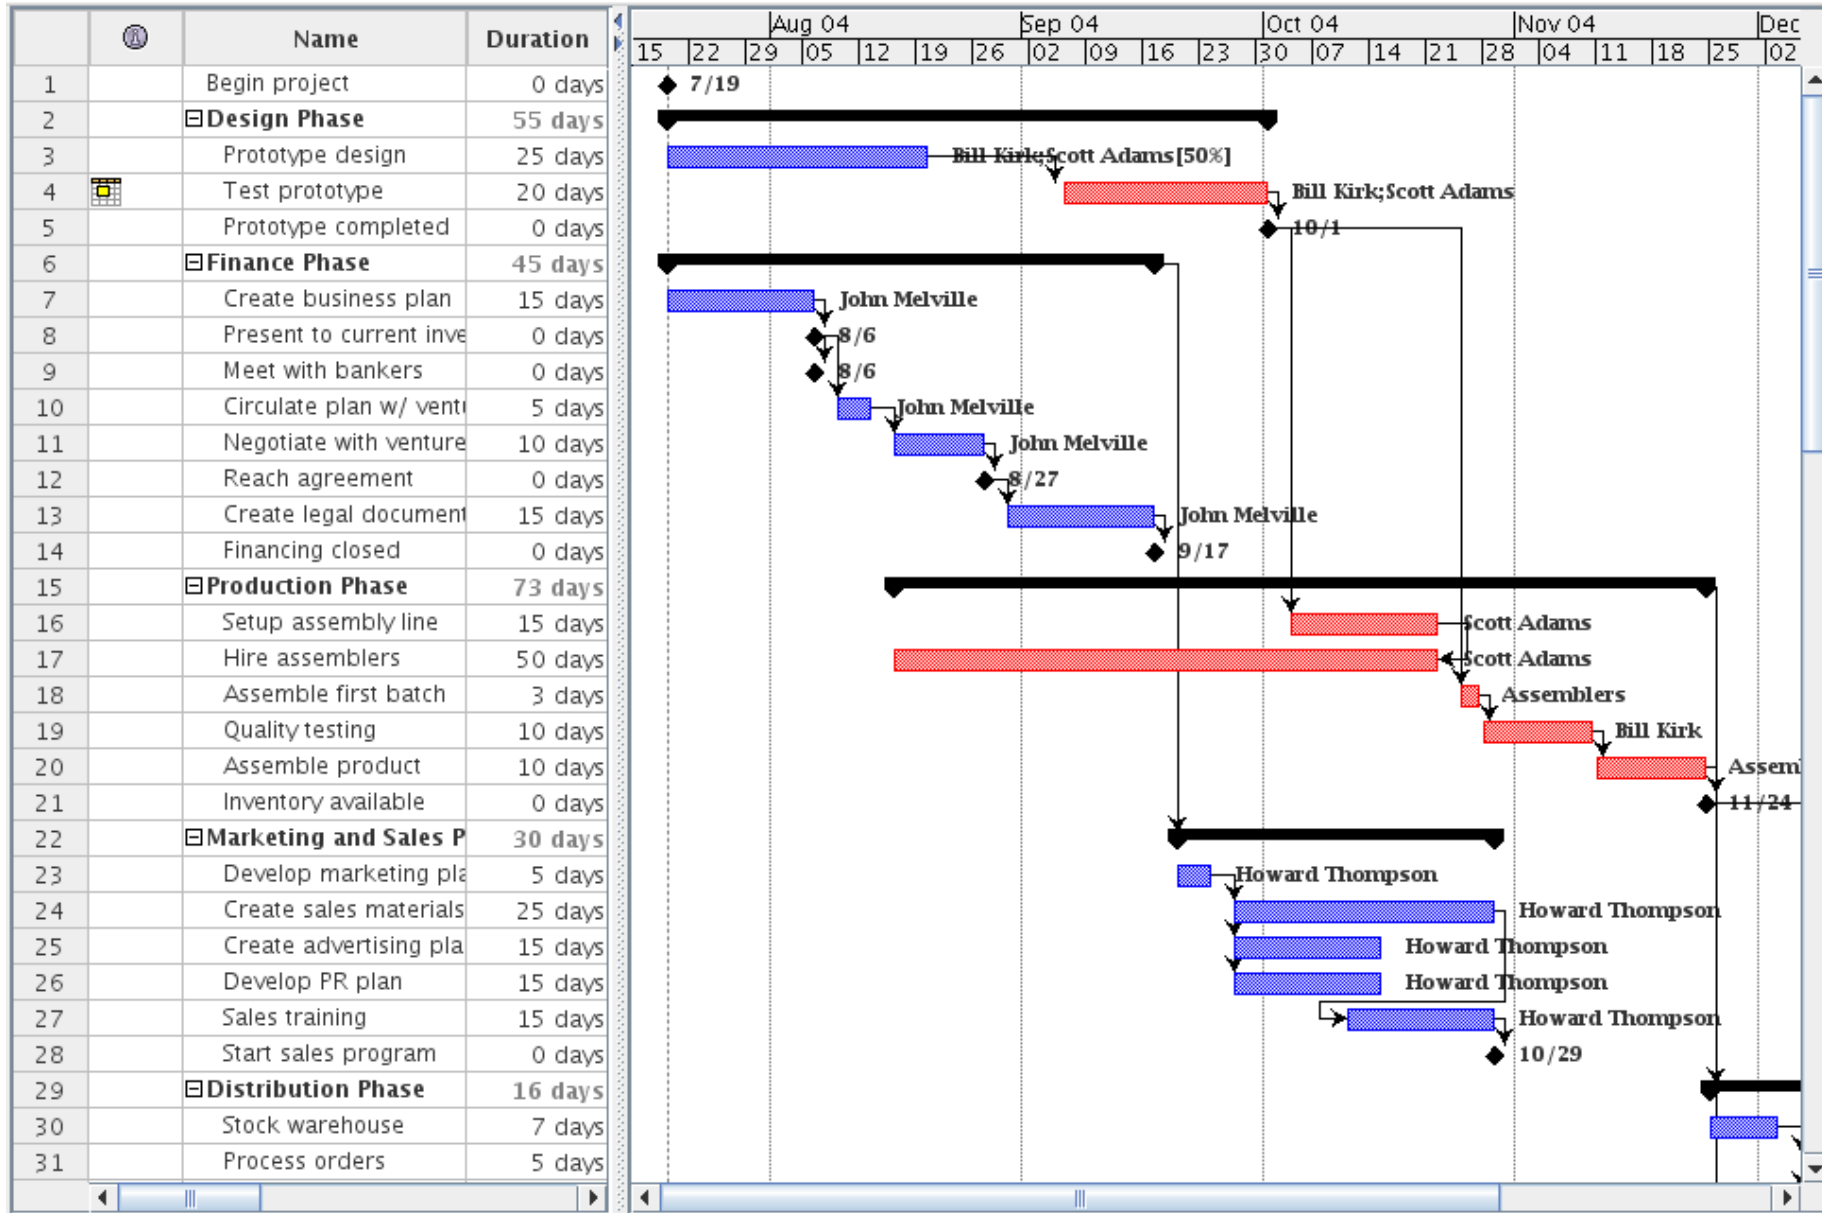 Aug 04 Sep 04 Oct 04 Nov 04 Dec
Name Duration 15 22 29 05 12 19 26 02 09 16 23 30 07 14 21 28 04 11 18 25 02
1 Begin project 0 days 7/19
2 Design Phase 55 days
3 Prototype design 25 days Bill Kirk;Scott Adams[50%]
4 Test prototype 20 days Bill Kirk;Scott Adams
5 Prototype completed 0 days 10/1
6 Finance Phase 45 days
7 Create business plan 15 days John Melville
8 Present to current inve 0 days 8/6
9 Meet with bankers 0 days 8/6
10 Circulate plan w/ vent 5 days John Melville
11 Negotiate with venture 10 days John Melville
12 Reach agreement 0 days 8/27
13 Create legal document 15 days John Melville
14 Financing closed 0 days 9/17
15 Production Phase 73 days
16 Setup assembly line 15 days Scott Adams
17 Hire assemblers 50 days Scott Adams
18 Assemble first batch 3 days Assemblers
19 Quality testing 10 days Bill Kirk
20 Assemble product 10 days Assem
21 Inventory available 0 days 11/24
22 Marketing and Sales P 30 days
23 Develop marketing pla 5 days Howard Thompson
24 Create sales materials 25 days Howard Thompson
25 Create advertising pla 15 days Howard Thompson
26 Develop PR plan 15 days Howard Thompson
27 Sales training 15 days Howard Thompson
28 Start sales program 0 days 10/29
29 Distribution Phase 16 days
30 Stock warehouse 7 days
31 Process orders 5 days